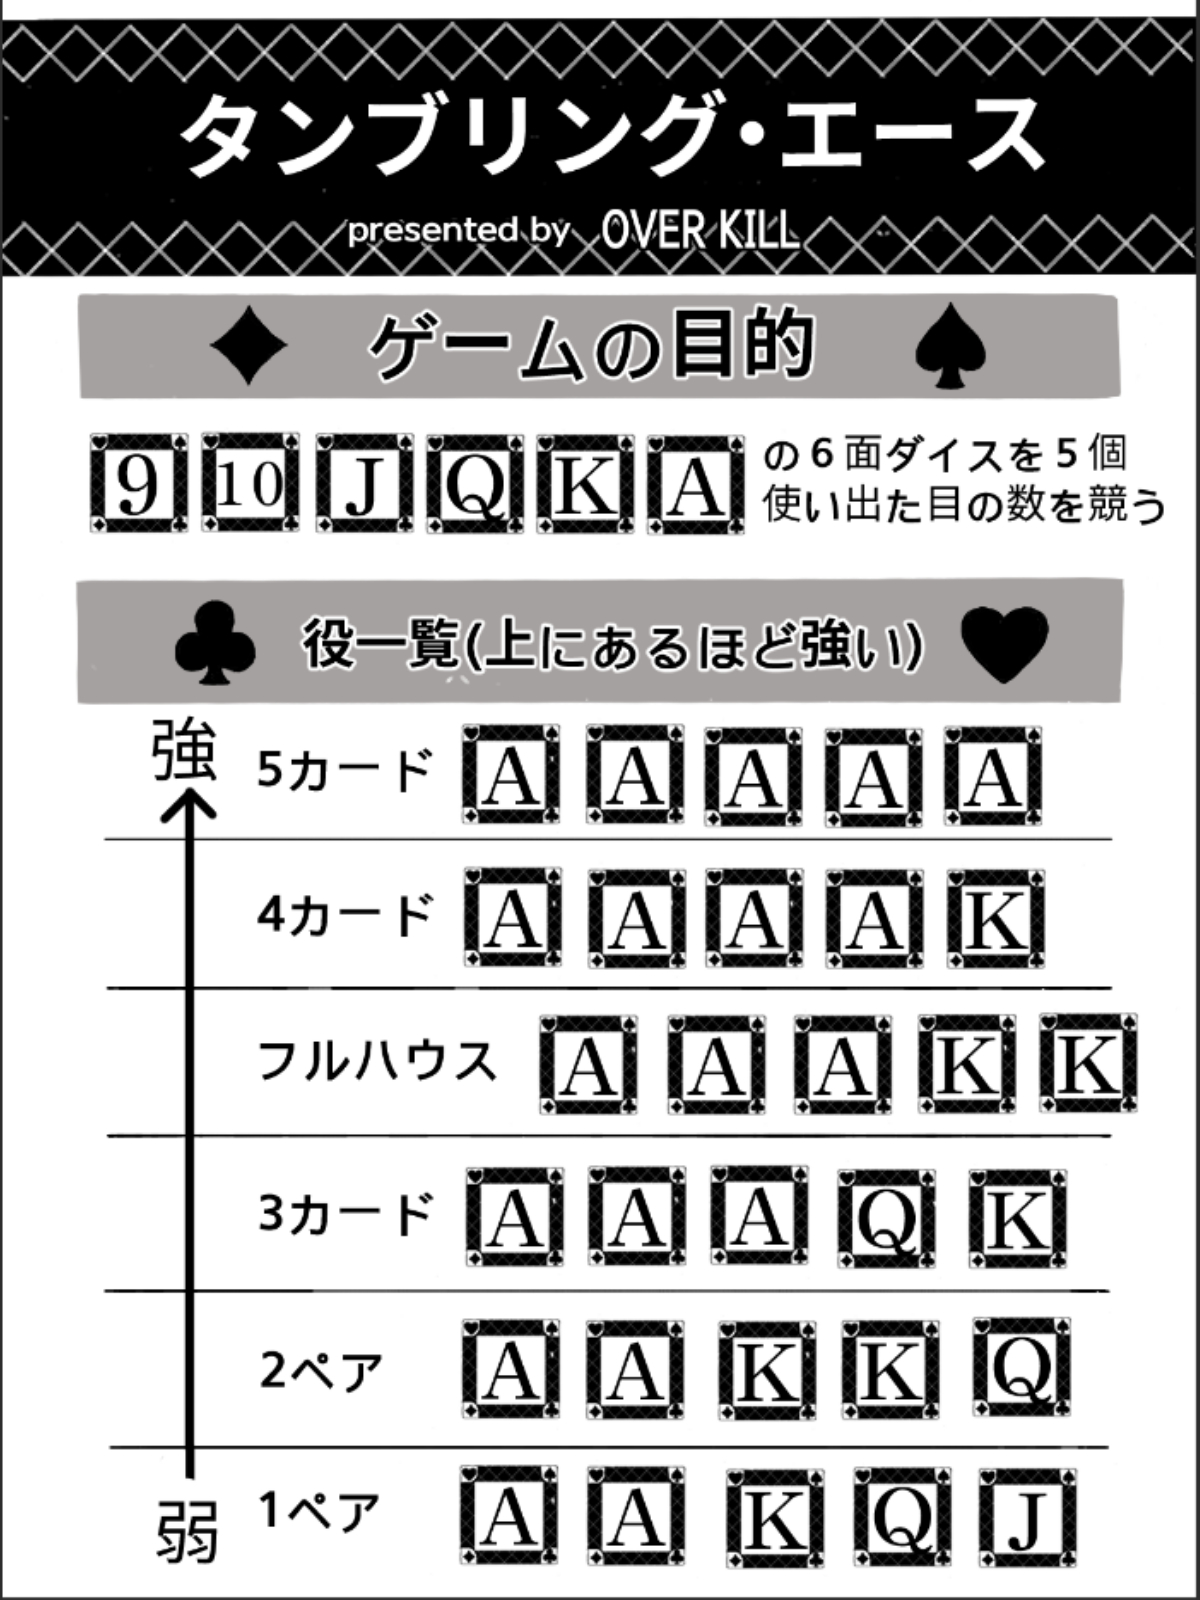 タンブリング・エース
presented by OVER KILL
ゲームの目的
9 10 J Q K A の6面ダイスを5個
使い出た目の数を競う
役一覧(上にあるほど強い)
強
5カード A A A A A
4カード A A A A K
フルハウス A A A K K
3カード A A A Q K
2ペア A A K K Q
1ペア A A K Q J
弱